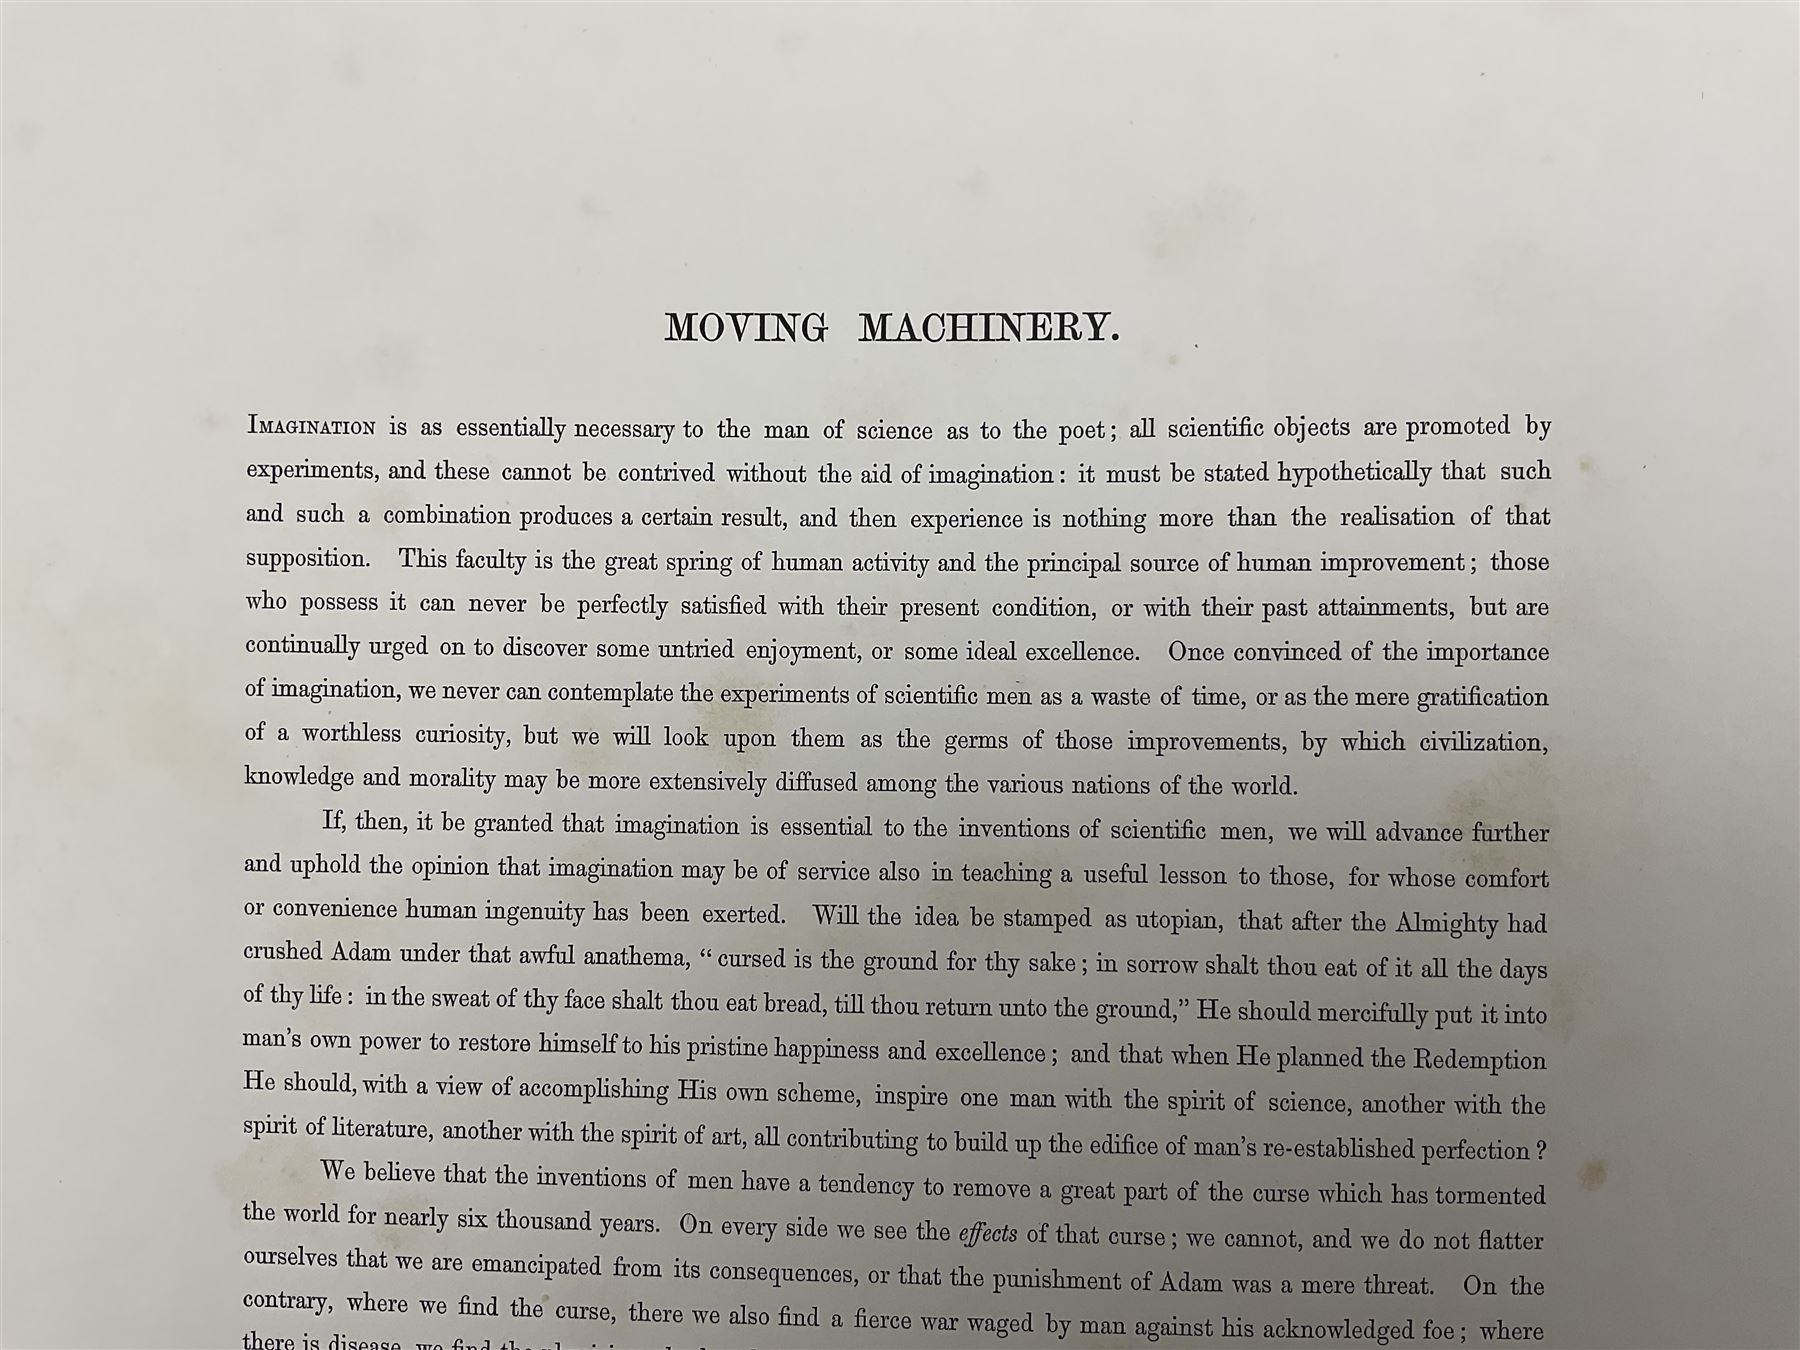 MOVING MACHINERY.
IMAGINATION is as essentially necessary to the man of science as to the poet; all scientific objects are promoted by
experiments, and these cannot be contrived without the aid of imagination: it must be stated hypothetically that such
and such a combination produces a certain result, and then experience is nothing more than the realisation of that
supposition. This faculty is the great spring of human activity and the principal source of human improvement; those
who possess it can never be perfectly satisfied with their present condition, or with their past attainments, but are
continually urged on to discover some untried enjoyment, or some ideal excellence. Once convinced of the importance
of imagination, we never can contemplate the experiments of scientific men as a waste of time, or as the mere gratification
of a worthless curiosity, but we will look upon them as the germs of those improvements, by which civilization,
knowledge and morality may be more extensively diffused among the various nations of the world.
If, then, it be granted that imagination is essential to the inventions of scientific men, we will advance further
and uphold the opinion that imagination may be of service also in teaching a useful lesson to those, for whose comfort
or convenience human ingenuity has been exerted. Will the idea be stamped as utopian, that after the Almighty had
crushed Adam under that awful anathema, “cursed is the ground for thy sake; in sorrow shalt thou eat of it all the days
of thy life: in the sweat of thy face shalt thou eat bread, till thou return unto the ground,” He should mercifully put it into
man's own power to restore himself to his pristine happiness and excellence; and that when He planned the Redemption
He should, with a view of accomplishing His own scheme, inspire one man with the spirit of science, another with the
spirit of literature, another with the spirit of art, all contributing to build up the edifice of man's re-established perfection?
We believe that the inventions of men have a tendency to remove a great part of the curse which has tormented
the world for nearly six thousand years. On every side we see the effects of that curse; we cannot, and we do not flatter
ourselves that we are emancipated from its consequences, or that the punishment of Adam was a mere threat. On the
contrary, where we find the curse, there we also find a fierce war waged by man against his acknowledged foe; where
there is disease, we find the